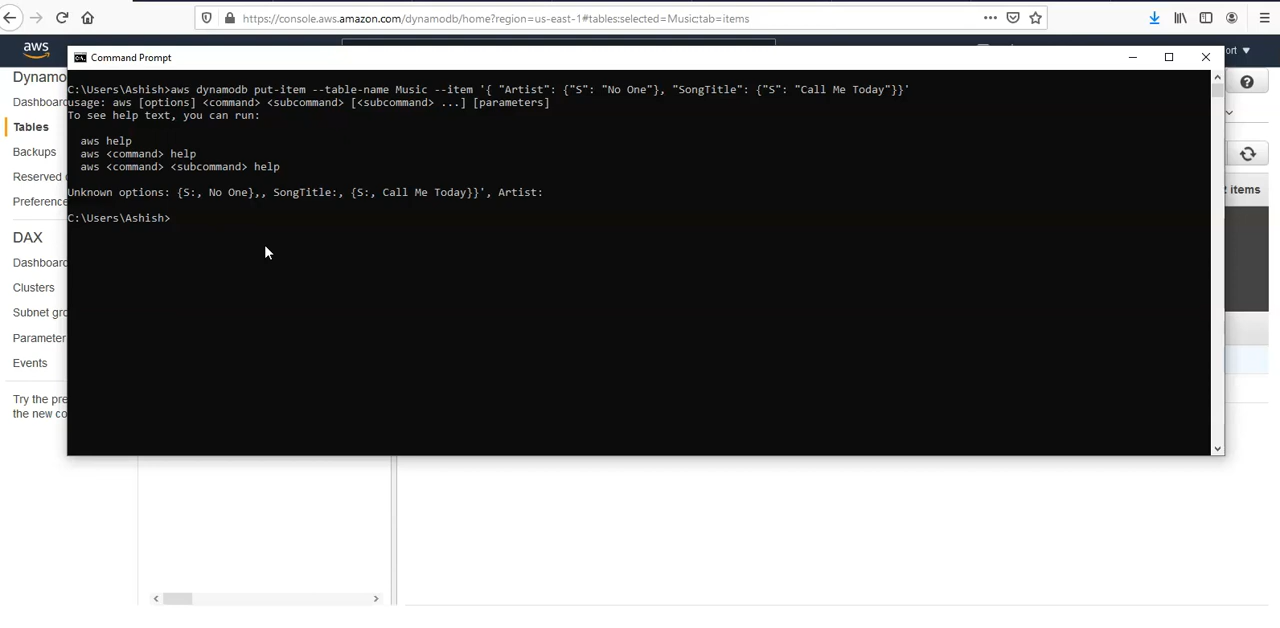 https://console.aws.amazon.com/dynamodb/home?region=us-east-1#tables:selected=Music;tab=items
aws
ort
Command Prompt
Dynamo
Dashboard
Tables
Backups
Reserved
Preference
DAX
Dashboard
Clusters
Subnet gro
Parameter
Events
Try the pre
the new co
C:\Users\Ashish>aws dynamodb put-item --table-name Music --item '{ "Artist": {"S": "No One"}, "SongTitle": {"S": "Call Me Today"}}'
usage: aws [options] <command> <subcommand> [<subcommand> ...] [parameters]
To see help text, you can run:
aws help
aws <command> help
aws <command> <subcommand> help
Unknown options: {S:, No One},, SongTitle:, {S:, Call Me Today}}', Artist:
C:\Users\Ashish>
items